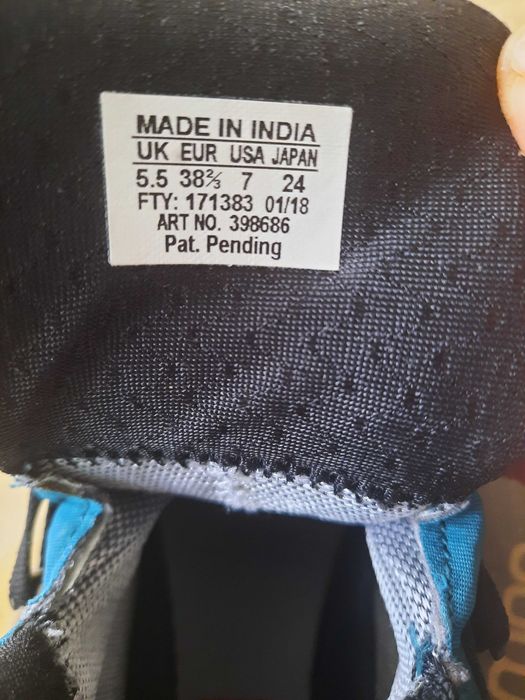 MADE IN INDIA
UK EUR USA JAPAN
5.5 38⅔ 7 24
FTY: 171383 01/18
ART NO. 398686
Pat. Pending